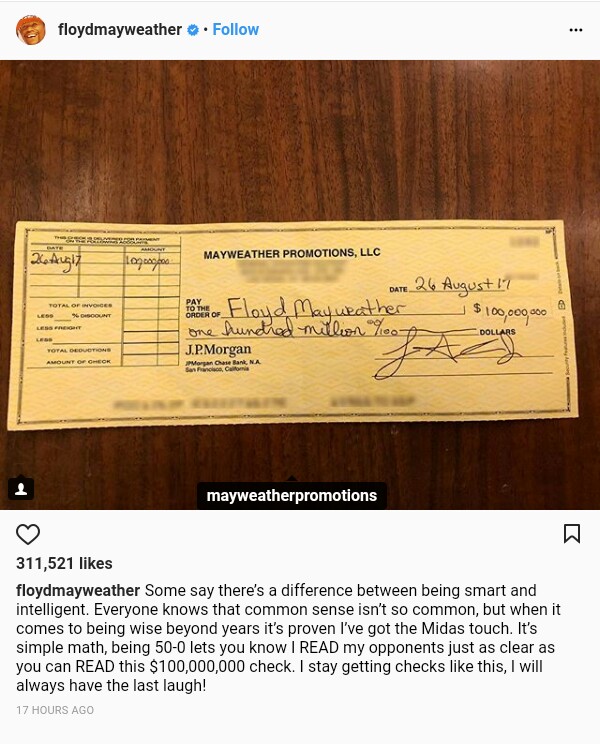 floydmayweather • Follow
THIS CHECK IS DELIVERED FOR PAYMENT
ON THE FOLLOWING ACCOUNTS.
DATE AMOUNT
26 Aug 17 100,000,000
TOTAL OF INVOICES
LESS % DISCOUNT
LESS FREIGHT
LESS
TOTAL DEDUCTIONS
AMOUNT OF CHECK
MAYWEATHER PROMOTIONS, LLC
DATE 26 August 17
PAY
TO THE
ORDER OF Floyd Mayweather $ 100,000,000
one hundred million 00/100 DOLLARS
J.P.Morgan
JPMorgan Chase Bank, N.A.
San Francisco, California
mayweatherpromotions
311,521 likes
floydmayweather Some say there's a difference between being smart and
intelligent. Everyone knows that common sense isn't so common, but when it
comes to being wise beyond years it's proven I've got the Midas touch. It's
simple math, being 50-0 lets you know I READ my opponents just as clear as
you can READ this $100,000,000 check. I stay getting checks like this, I will
always have the last laugh!
17 HOURS AGO